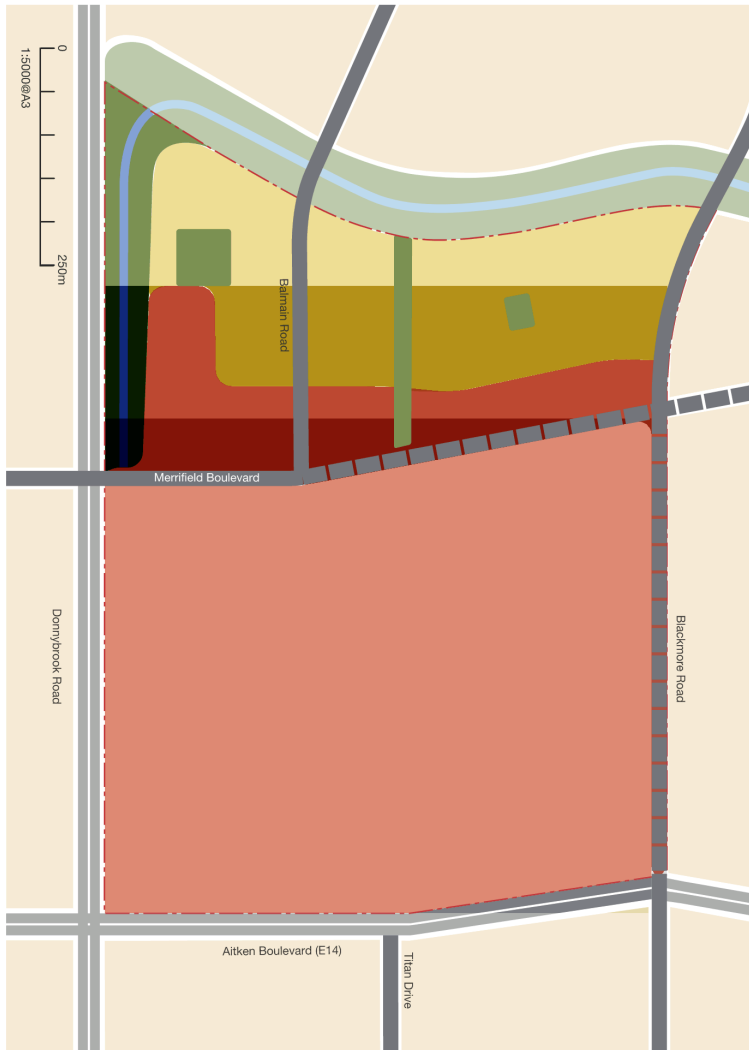 0
1:5000@A3
250m
Balmain Road
Merrifield Boulevard
Donnybrook Road
Blackmore Road
Aitken Boulevard (E14)
Titan Drive